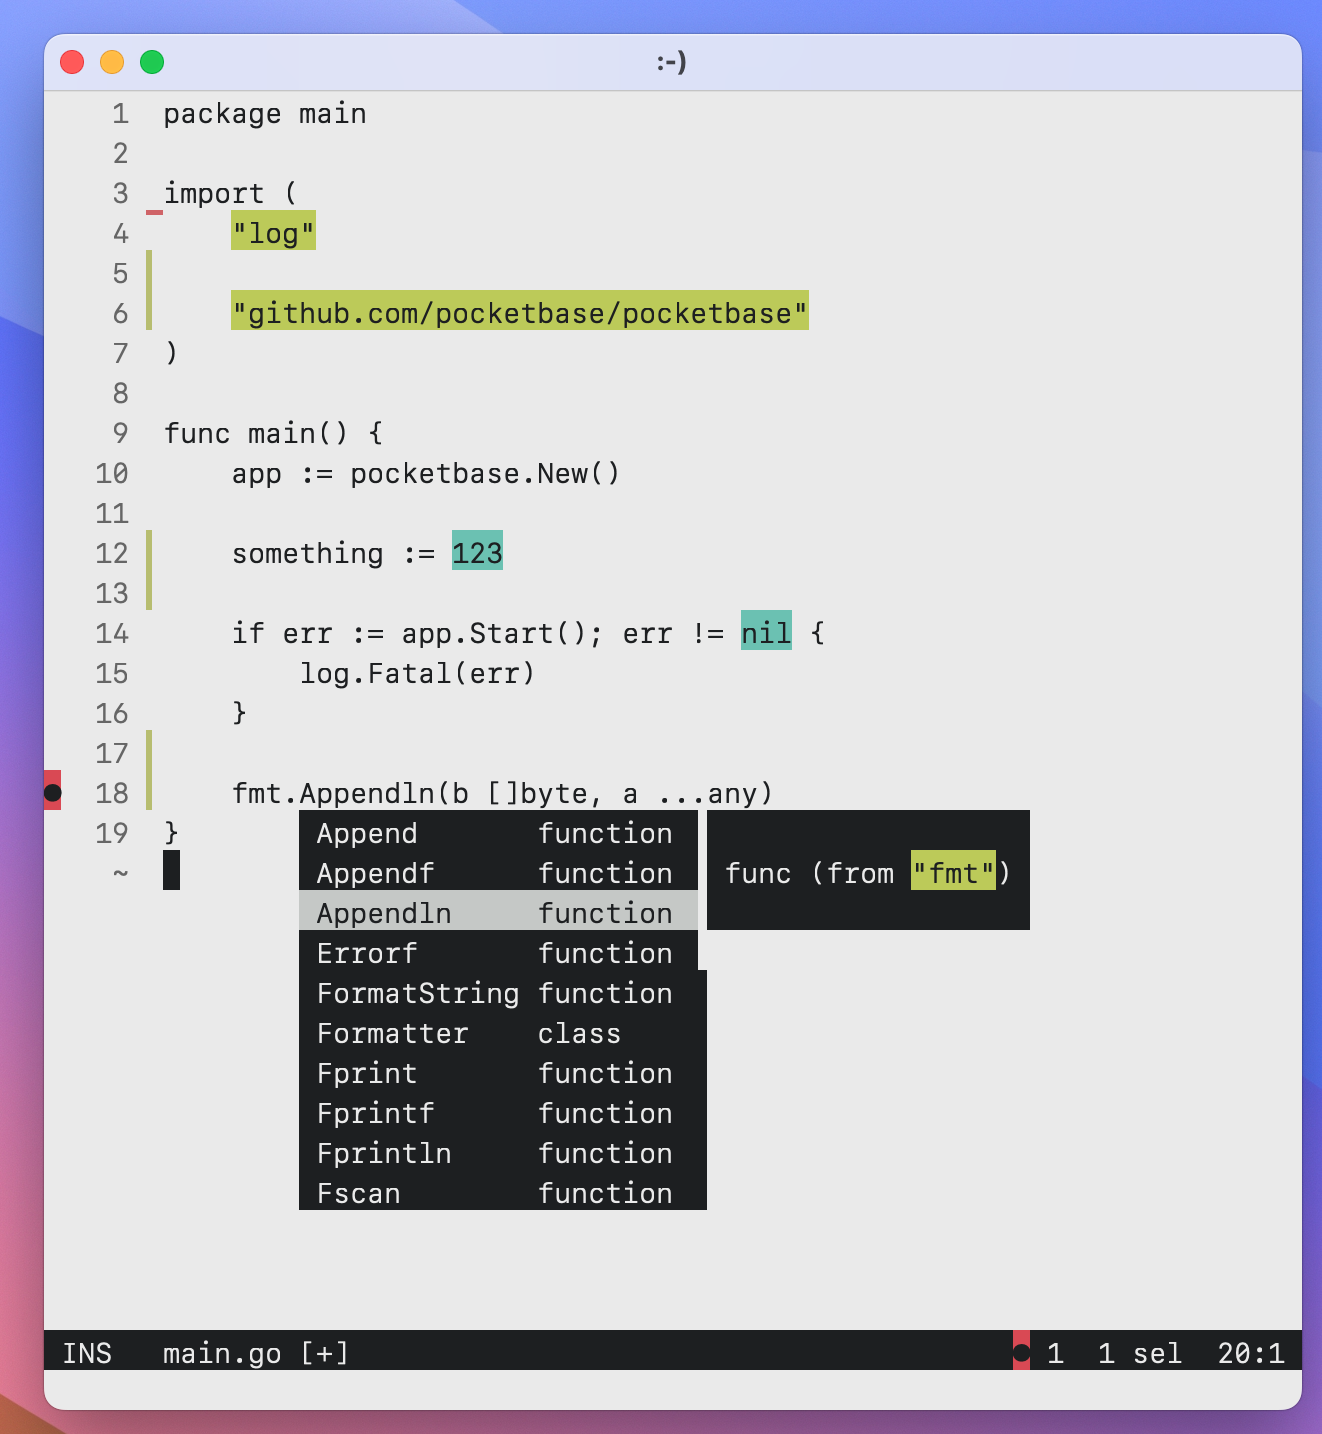 :-)
1 package main
2
3 import (
4 "log"
5
6 "github.com/pocketbase/pocketbase"
7 )
8
9 func main() {
10 app := pocketbase.New()
11
12 something := 123
13
14 if err := app.Start(); err != nil {
15 log.Fatal(err)
16 }
17
18 fmt.Appendln(b []byte, a ...any)
19 } Append function
~ Appendf function func (from "fmt")
Appendln function
Errorf function
FormatString function
Formatter class
Fprint function
Fprintf function
Fprintln function
Fscan function
INS main.go [+] ● 1 1 sel 20:1